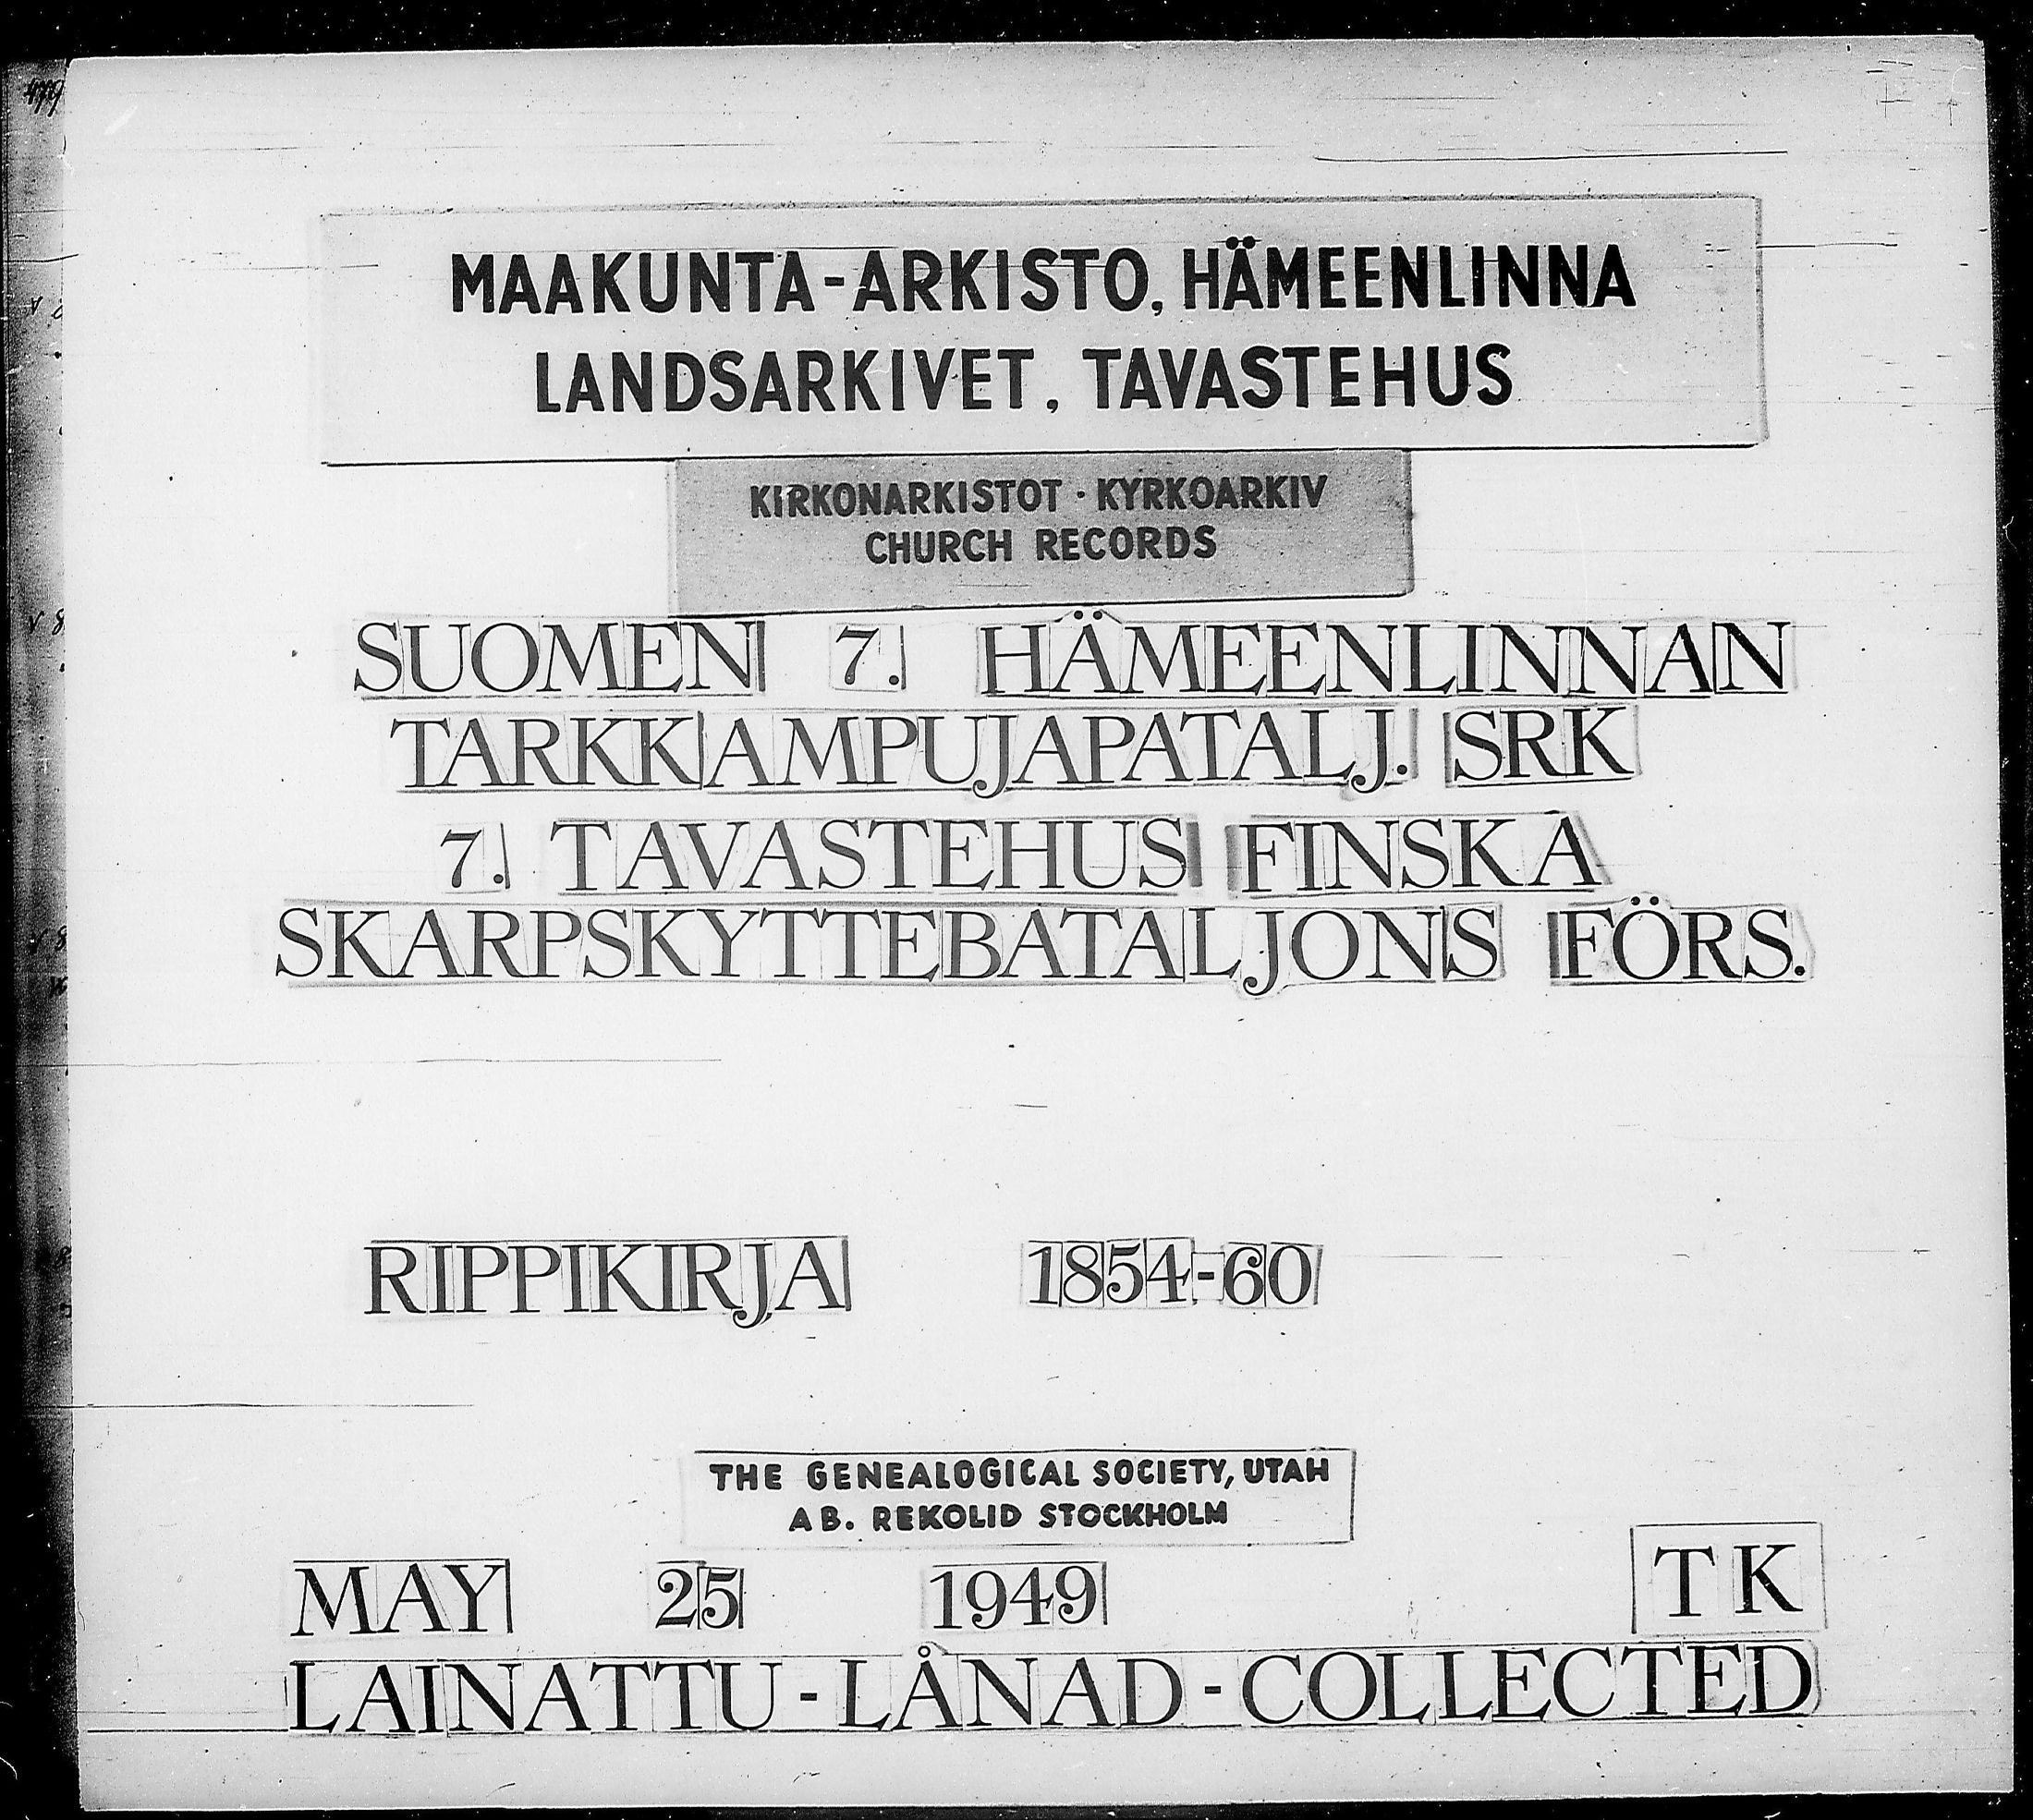 MAAKUNTA-ARKISTO, HÄMEENLINNA
LANDSARKIVET, TAVASTEHUS
KIRKONARKISTOT · KYRKOARKIV
CHURCH RECORDS
SUOMEN 7. HÄMEENLINNAN
TARKKAMPUJAPATALJ. SRK
7. TAVASTEHUS FINSKA
SKARPSKYTTEBATALJONS FÖRS.
RIPPIKIRJA 1854-60
THE GENEALOGICAL SOCIETY, UTAH
AB. REKOLID STOCKHOLM
MAY 25 1949 TK
LAINATTU - LÅNAD - COLLECTED